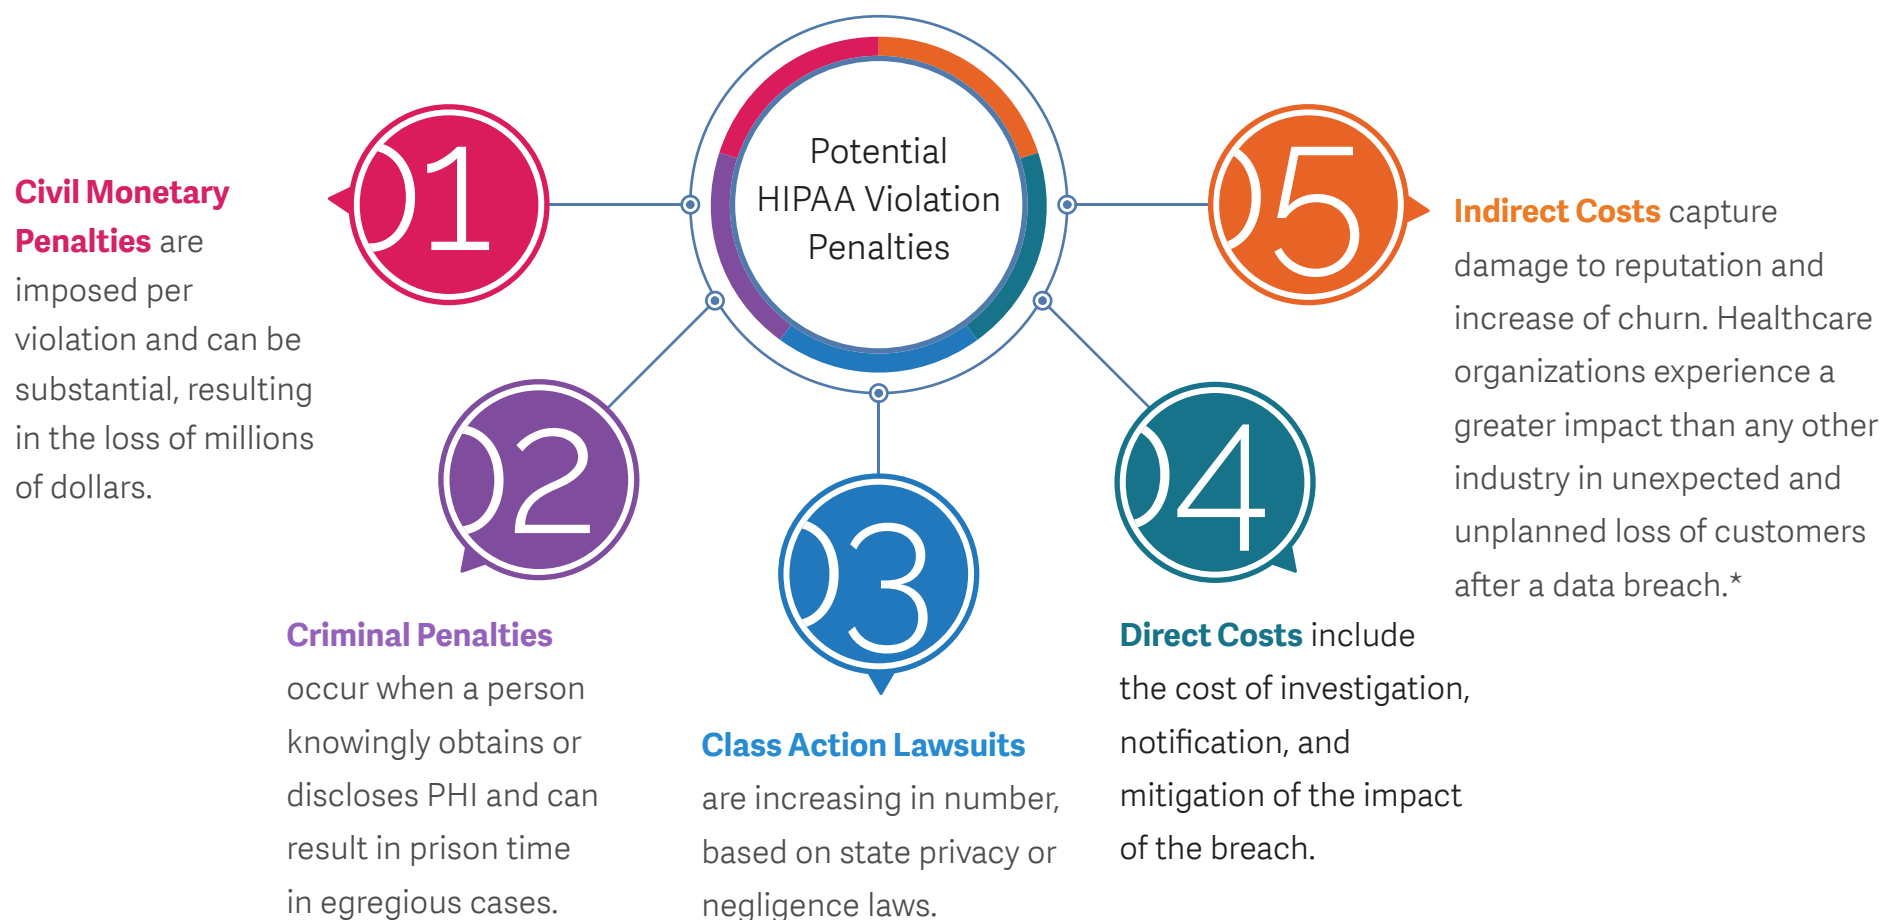 Potential
HIPAA Violation
Penalties
01
Civil Monetary
Penalties are
imposed per
violation and can be
substantial, resulting
in the loss of millions
of dollars.
02
Criminal Penalties
occur when a person
knowingly obtains or
discloses PHI and can
result in prison time
in egregious cases.
03
Class Action Lawsuits
are increasing in number,
based on state privacy or
negligence laws.
04
Direct Costs include
the cost of investigation,
notification, and
mitigation of the impact
of the breach.
05
Indirect Costs capture
damage to reputation and
increase of churn. Healthcare
organizations experience a
greater impact than any other
industry in unexpected and
unplanned loss of customers
after a data breach.*